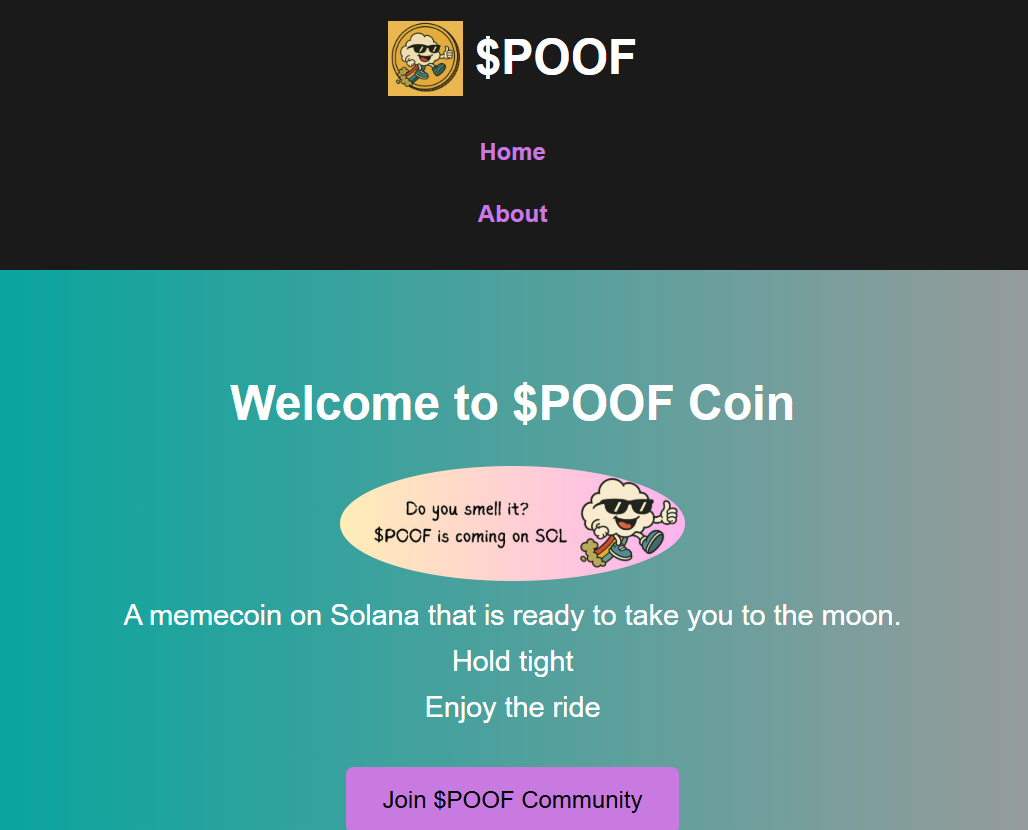 $POOF
Home
About
Welcome to $POOF Coin
Do you smell it?
$POOF is coming on SOL
A memecoin on Solana that is ready to take you to the moon.
Hold tight
Enjoy the ride
Join $POOF Community